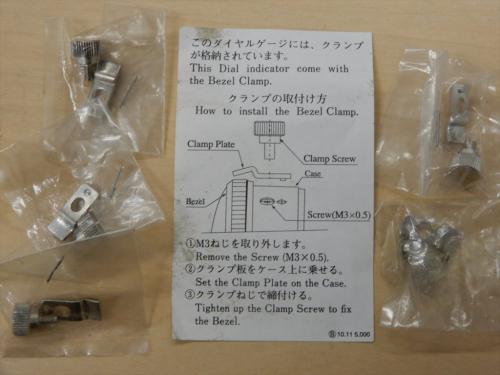 このダイヤルゲージには、クランプ
が格納されています。
This Dial indicator come with
the Bezel Clamp.
クランプの取付け方
How to install the Bezel Clamp.
Clamp Plate
Clamp Screw
Case
Bezel
Screw(M3×0.5)
①M3ねじを取り外します。
Remove the Screw (M3×0.5).
②クランプ板をケース上に乗せる。
Set the Clamp Plate on the Case.
③クランプねじで締付ける。
Tighten up the Clamp Screw to fix
the Bezel.
10.11 5,000